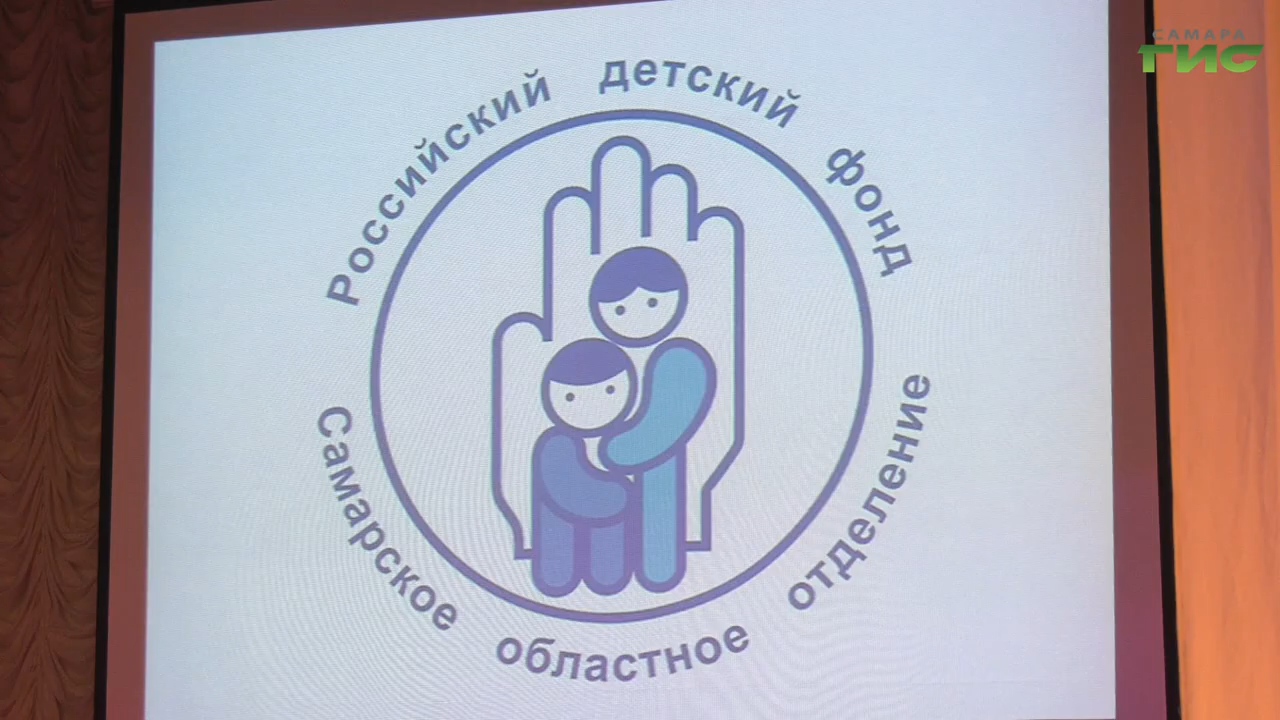 САМАРА
ГИС
Российский детский фонд
Самарское областное отделение